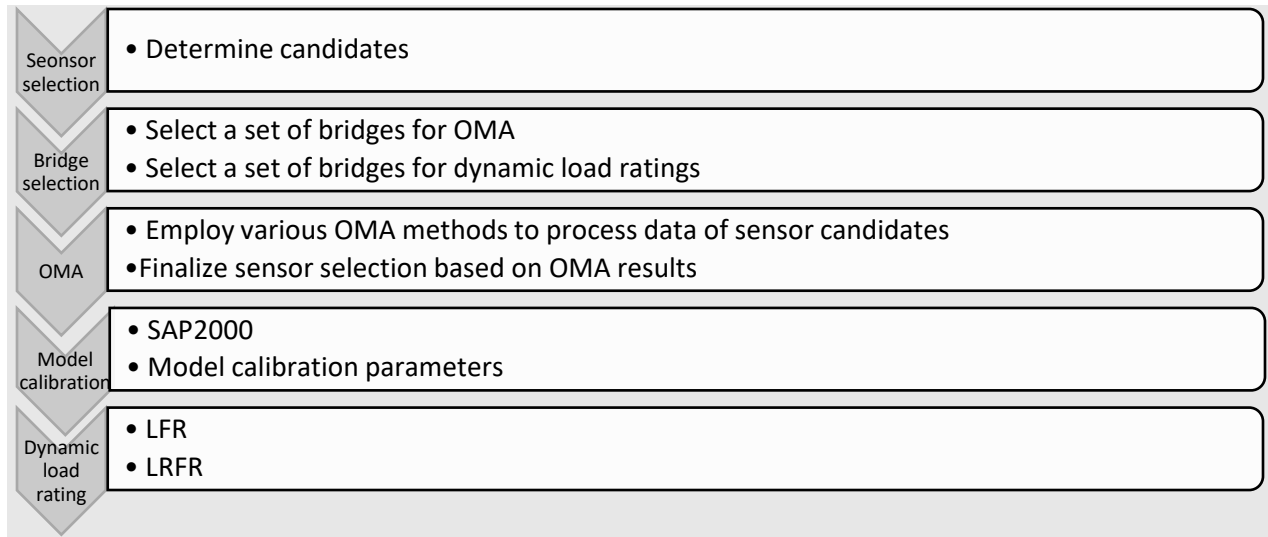 Seonsor
selection
• Determine candidates
Bridge
selection
• Select a set of bridges for OMA
• Select a set of bridges for dynamic load ratings
OMA
• Employ various OMA methods to process data of sensor candidates
•Finalize sensor selection based on OMA results
Model
calibration
• SAP2000
• Model calibration parameters
Dynamic
load
rating
• LFR
• LRFR